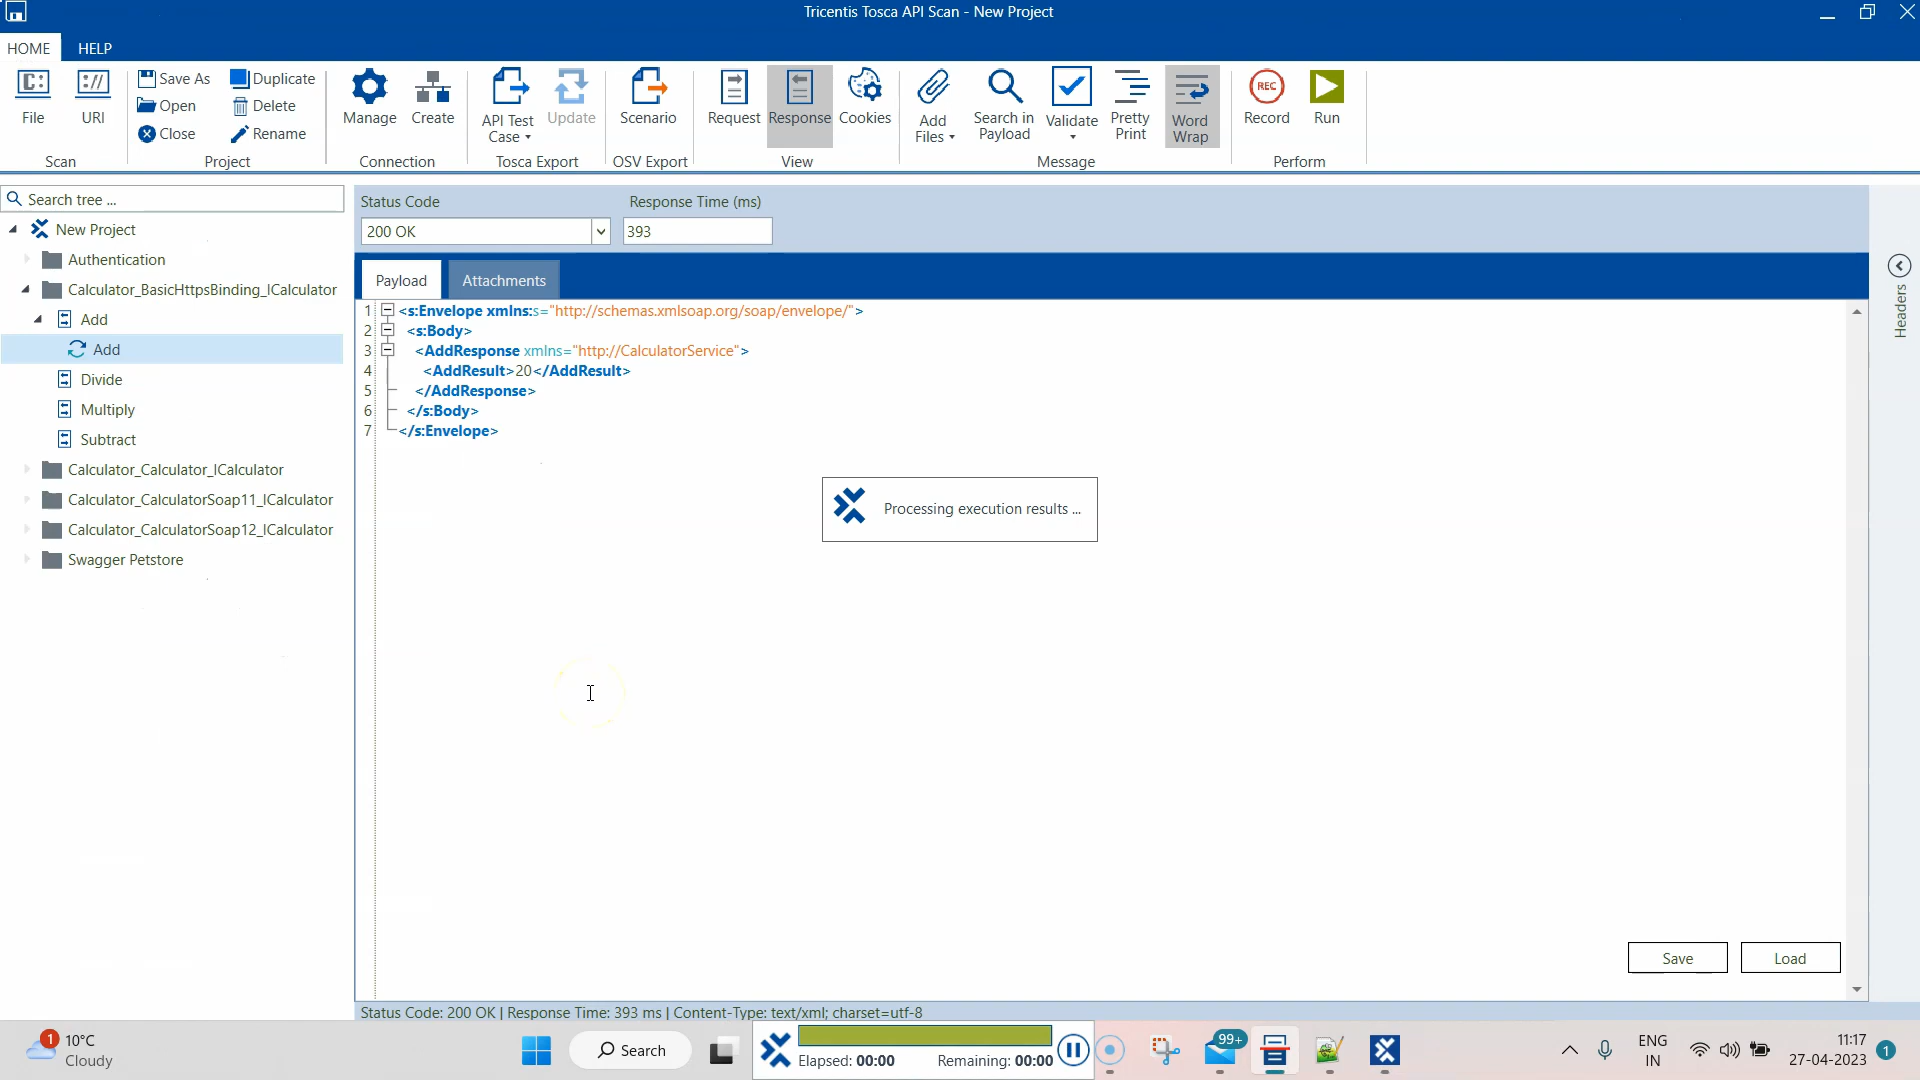 Tricentis Tosca API Scan - New Project
HOME HELP
File
URI
Scan
Save As
Open
Close
Duplicate
Delete
Rename
Project
Manage
Create
Connection
API Test
Case
Update
Tosca Export
Scenario
OSV Export
Request
Response
Cookies
View
Add
Files
Search in
Payload
Validate
Pretty
Print
Word
Wrap
Message
REC
Record
Run
Perform
Search tree ...
New Project
Authentication
Calculator_BasicHttpsBinding_ICalculator
Add
Add
Divide
Multiply
Subtract
Calculator_Calculator_ICalculator
Calculator_CalculatorSoap11_ICalculator
Calculator_CalculatorSoap12_ICalculator
Swagger Petstore
Status Code
Response Time (ms)
200 OK
393
Payload
Attachments
1 <s:Envelope xmlns:s="http://schemas.xmlsoap.org/soap/envelope/">
2 <s:Body>
3 <AddResponse xmlns="http://CalculatorService">
4 <AddResult>20</AddResult>
5 </AddResponse>
6 </s:Body>
7 </s:Envelope>
Processing execution results ...
Headers
Save
Load
Status Code: 200 OK | Response Time: 393 ms | Content-Type: text/xml; charset=utf-8
1
10°C
Cloudy
Search
Elapsed: 00:00
Remaining: 00:00
99+
ENG
IN
11:17
27-04-2023
1